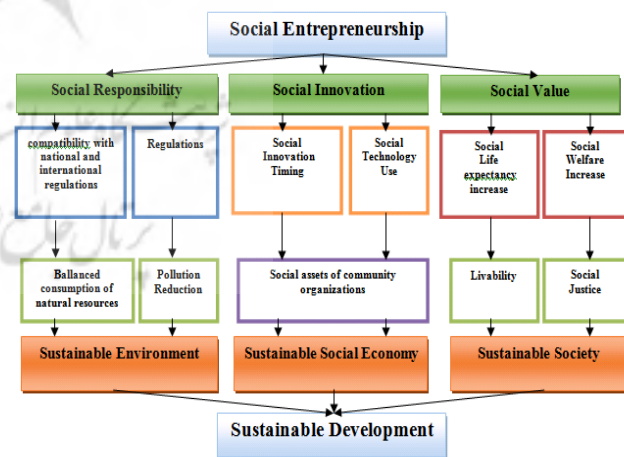 Social Entrepreneurship
Social Responsibility
Social Innovation
Social Value
compatibility with
national and
international
regulations
Regulations
Social
Innovation
Timing
Social
Technology
Use
Social
Life
expectancy
increase
Social
Welfare
Increase
Ballanced
consumption of
natural resources
Pollution
Reduction
Social assets of community
organizations
Livability
Social
Justice
Sustainable Environment
Sustainable Social Economy
Sustainable Society
Sustainable Development